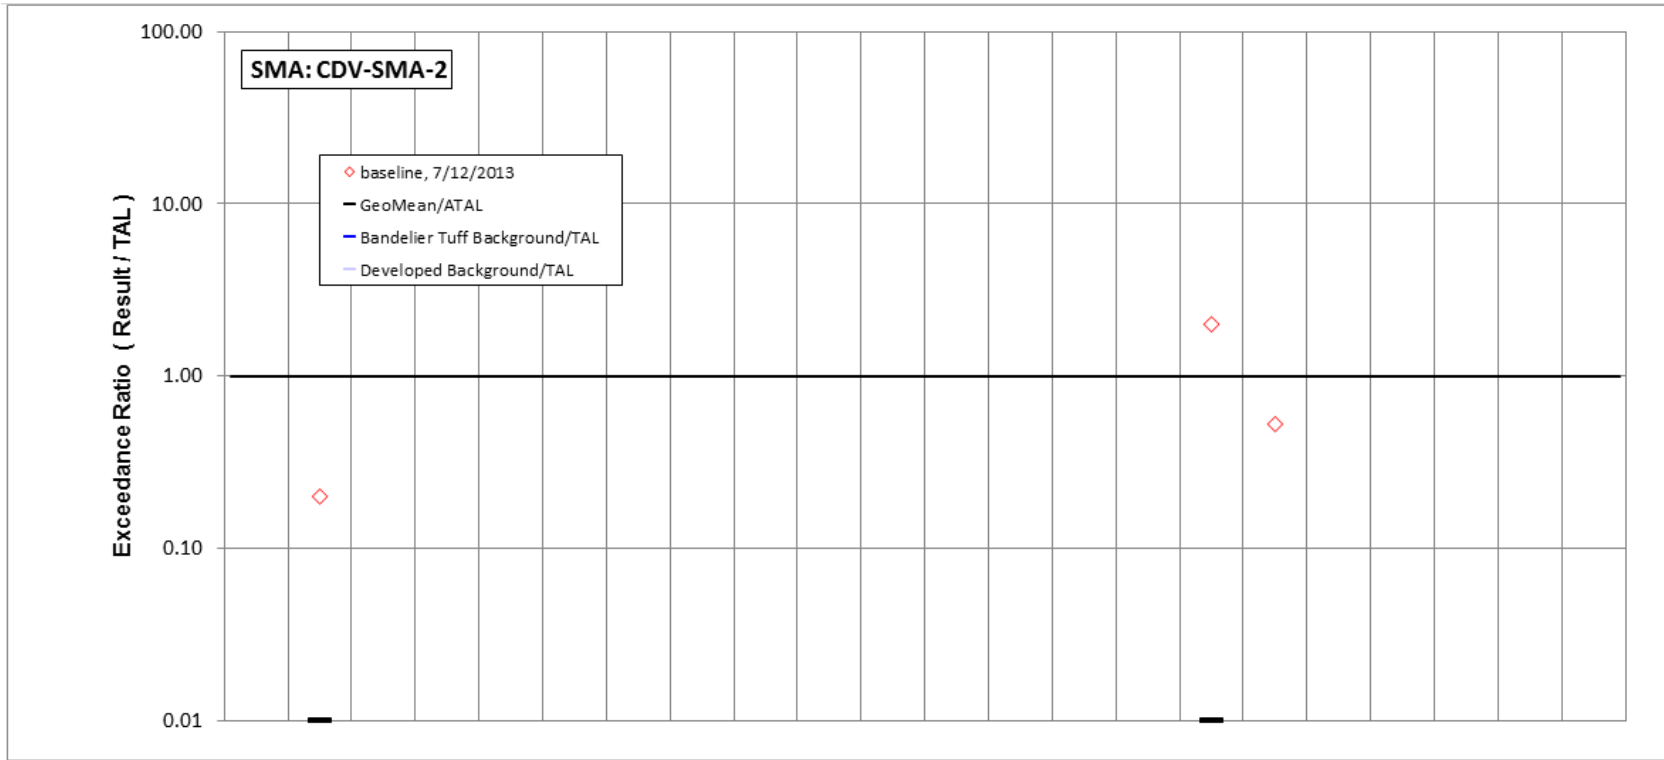 100.00
SMA: CDV-SMA-2
baseline, 7/12/2013
GeoMean/ATAL
Bandelier Tuff Background/TAL
Developed Background/TAL
10.00
1.00
0.10
0.01
Exceedance Ratio ( Result / TAL )